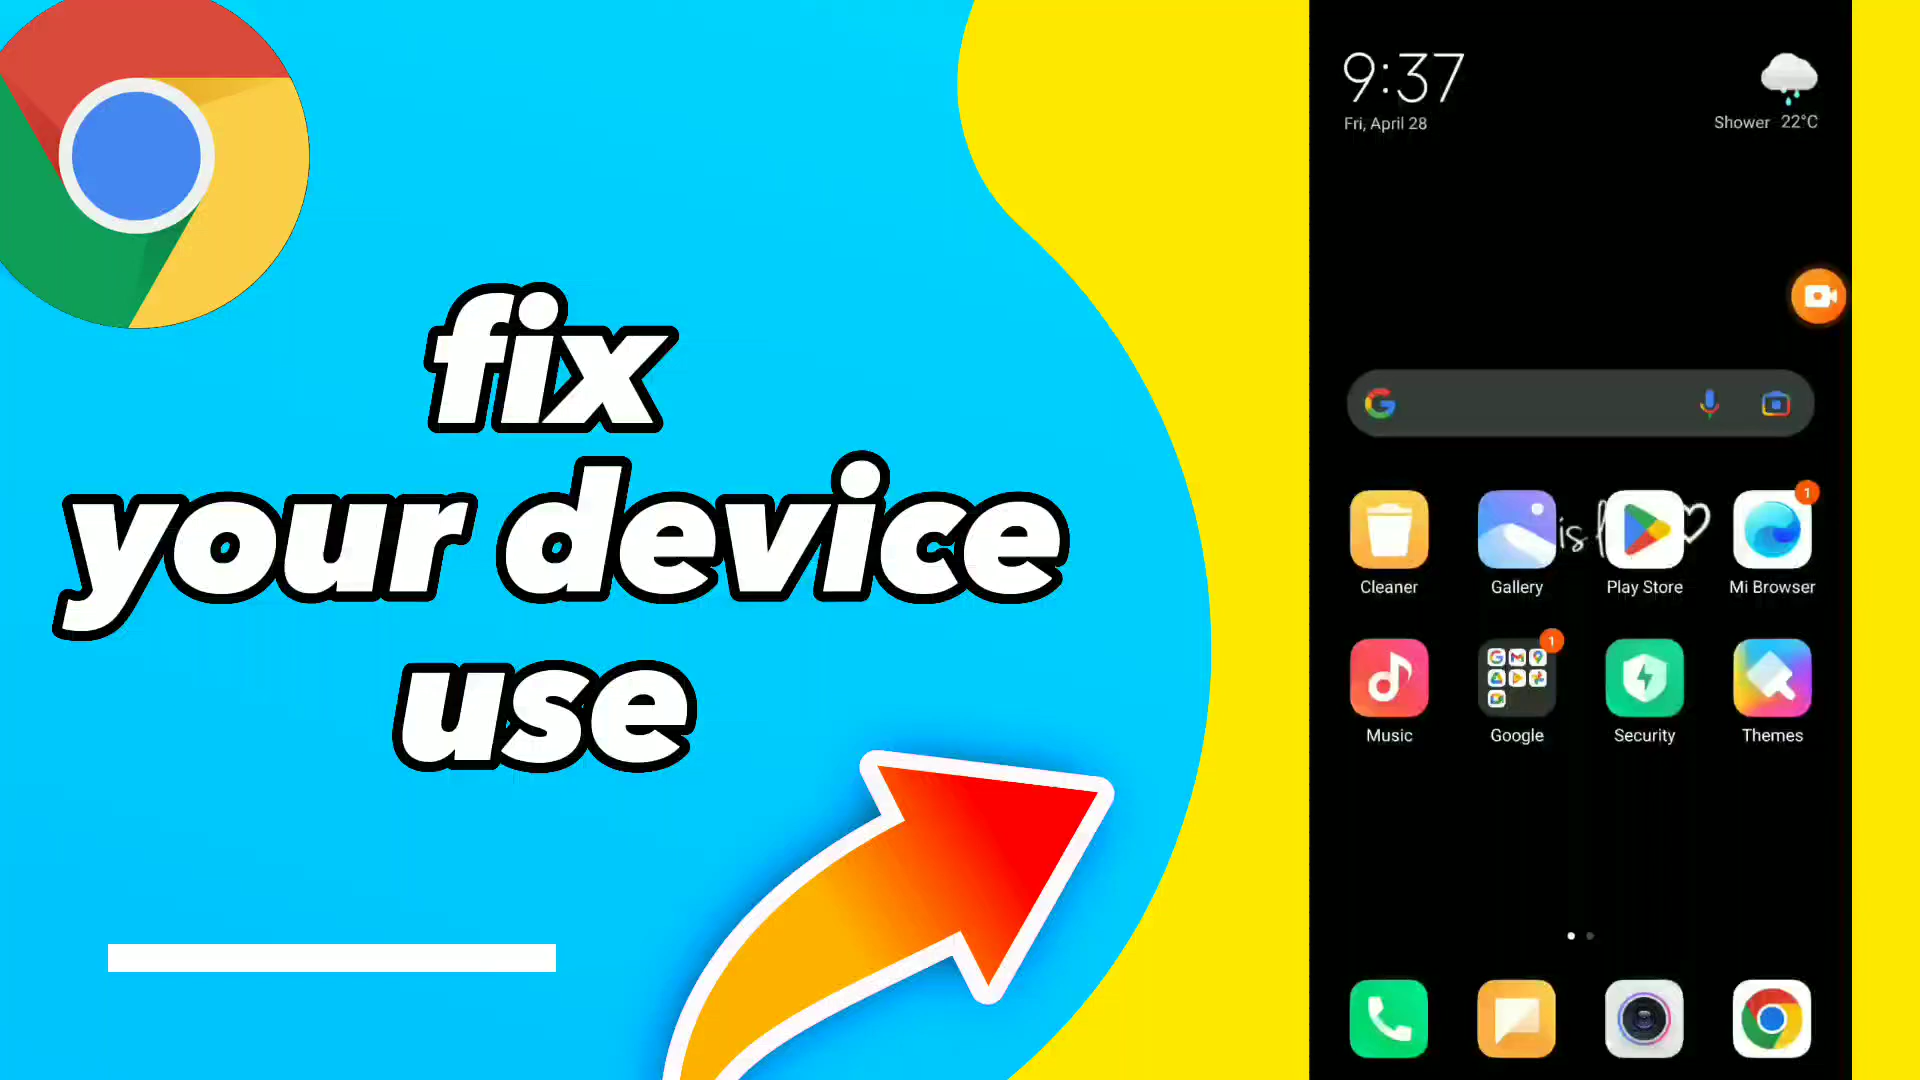 fix
your device
use
9:37
Fri, April 28
Shower 22°C
is
1
Cleaner
Gallery
Play Store
Mi Browser
1
Music
Google
Security
Themes